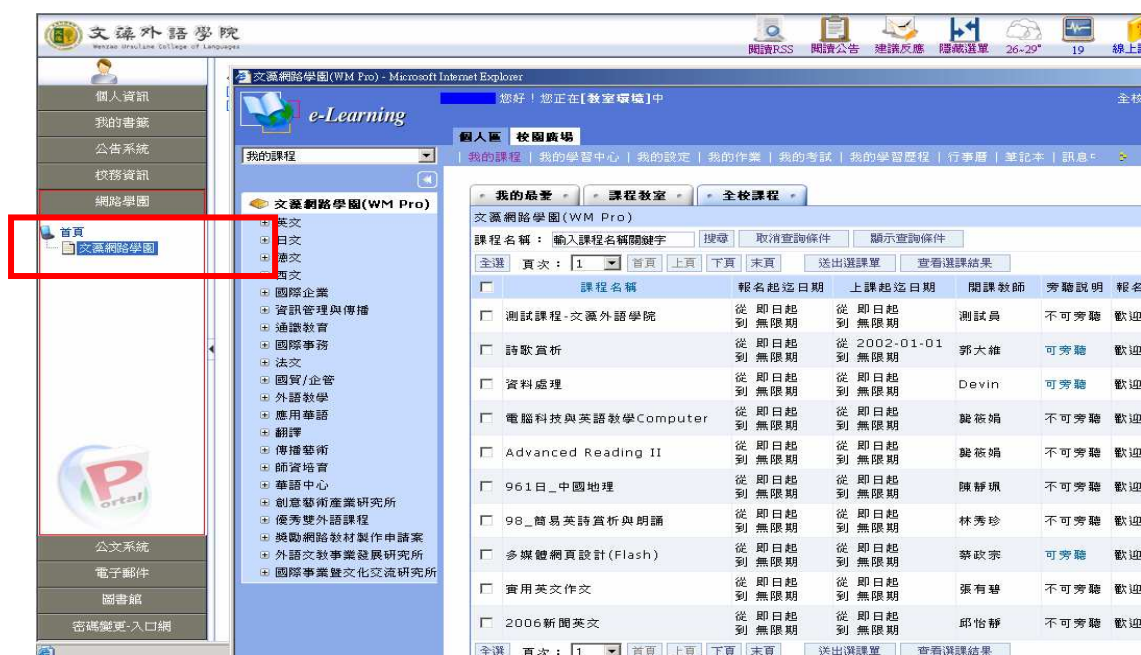 文藻外語學院
Wenzao Ursuline College of Languages
閱讀RSS
閱讀公告
建議反應
隱藏選單
26~29°
19
線上
個人資訊
我的書籤
公告系統
校務資訊
網路學園
首頁
文藻網路學園
Portal
公文系統
電子郵件
圖書館
密碼變更-入口網
文藻網路學園(WM Pro) - Microsoft Internet Explorer
e-Learning
您好！您正在[教室環境]中
全校
個人區 校園廣場
我的課程 | 我的學習中心 | 我的設定 | 我的作業 | 我的考試 | 我的學習歷程 | 行事曆 | 筆記本 | 訊息
我的課程
文藻網路學園(WM Pro)
英文
日文
德文
西文
國際企業
資訊管理與傳播
通識教育
國際事務
法文
國貿/企管
外語教學
應用華語
翻譯
傳播藝術
師資培育
華語中心
創意藝術產業研究所
優秀雙外語課程
獎勵網路教材製作申請案
外語文教事業發展研究所
國際事業暨文化交流研究所
我的最愛 課程教室 全校課程
文藻網路學園(WM Pro)
課程名稱： 輸入課程名稱關鍵字 搜尋 取消查詢條件 顯示查詢條件
全選 頁次： 1 首頁 上頁 下頁 末頁 送出選課單 查看選課結果
課程名稱 報名起迄日期 上課起迄日期 開課教師 旁聽說明 報名
測試課程-文藻外語學院 從 即日起 到 無限期 從 即日起 到 無限期 測試員 不可旁聽 歡迎
詩歌賞析 從 即日起 到 無限期 從 2002-01-01 到 無限期 郭大維 可旁聽 歡迎
資料處理 從 即日起 到 無限期 從 即日起 到 無限期 Devin 可旁聽 歡迎
電腦科技與英語教學Computer 從 即日起 到 無限期 從 即日起 到 無限期 龔筱娟 不可旁聽 歡迎
Advanced Reading II 從 即日起 到 無限期 從 即日起 到 無限期 龔筱娟 不可旁聽 歡迎
961日_中國地理 從 即日起 到 無限期 從 即日起 到 無限期 陳靜珮 不可旁聽 歡迎
98_簡易英詩賞析與朗誦 從 即日起 到 無限期 從 即日起 到 無限期 林秀珍 不可旁聽 歡迎
多媒體網頁設計(Flash) 從 即日起 到 無限期 從 即日起 到 無限期 蔡政宗 可旁聽 歡迎
實用英文作文 從 即日起 到 無限期 從 即日起 到 無限期 張有碧 不可旁聽 歡迎
2006新聞英文 從 即日起 到 無限期 從 即日起 到 無限期 邱怡靜 不可旁聽 歡迎
全選 頁次： 1 首頁 上頁 下頁 末頁 送出選課單 查看選課結果